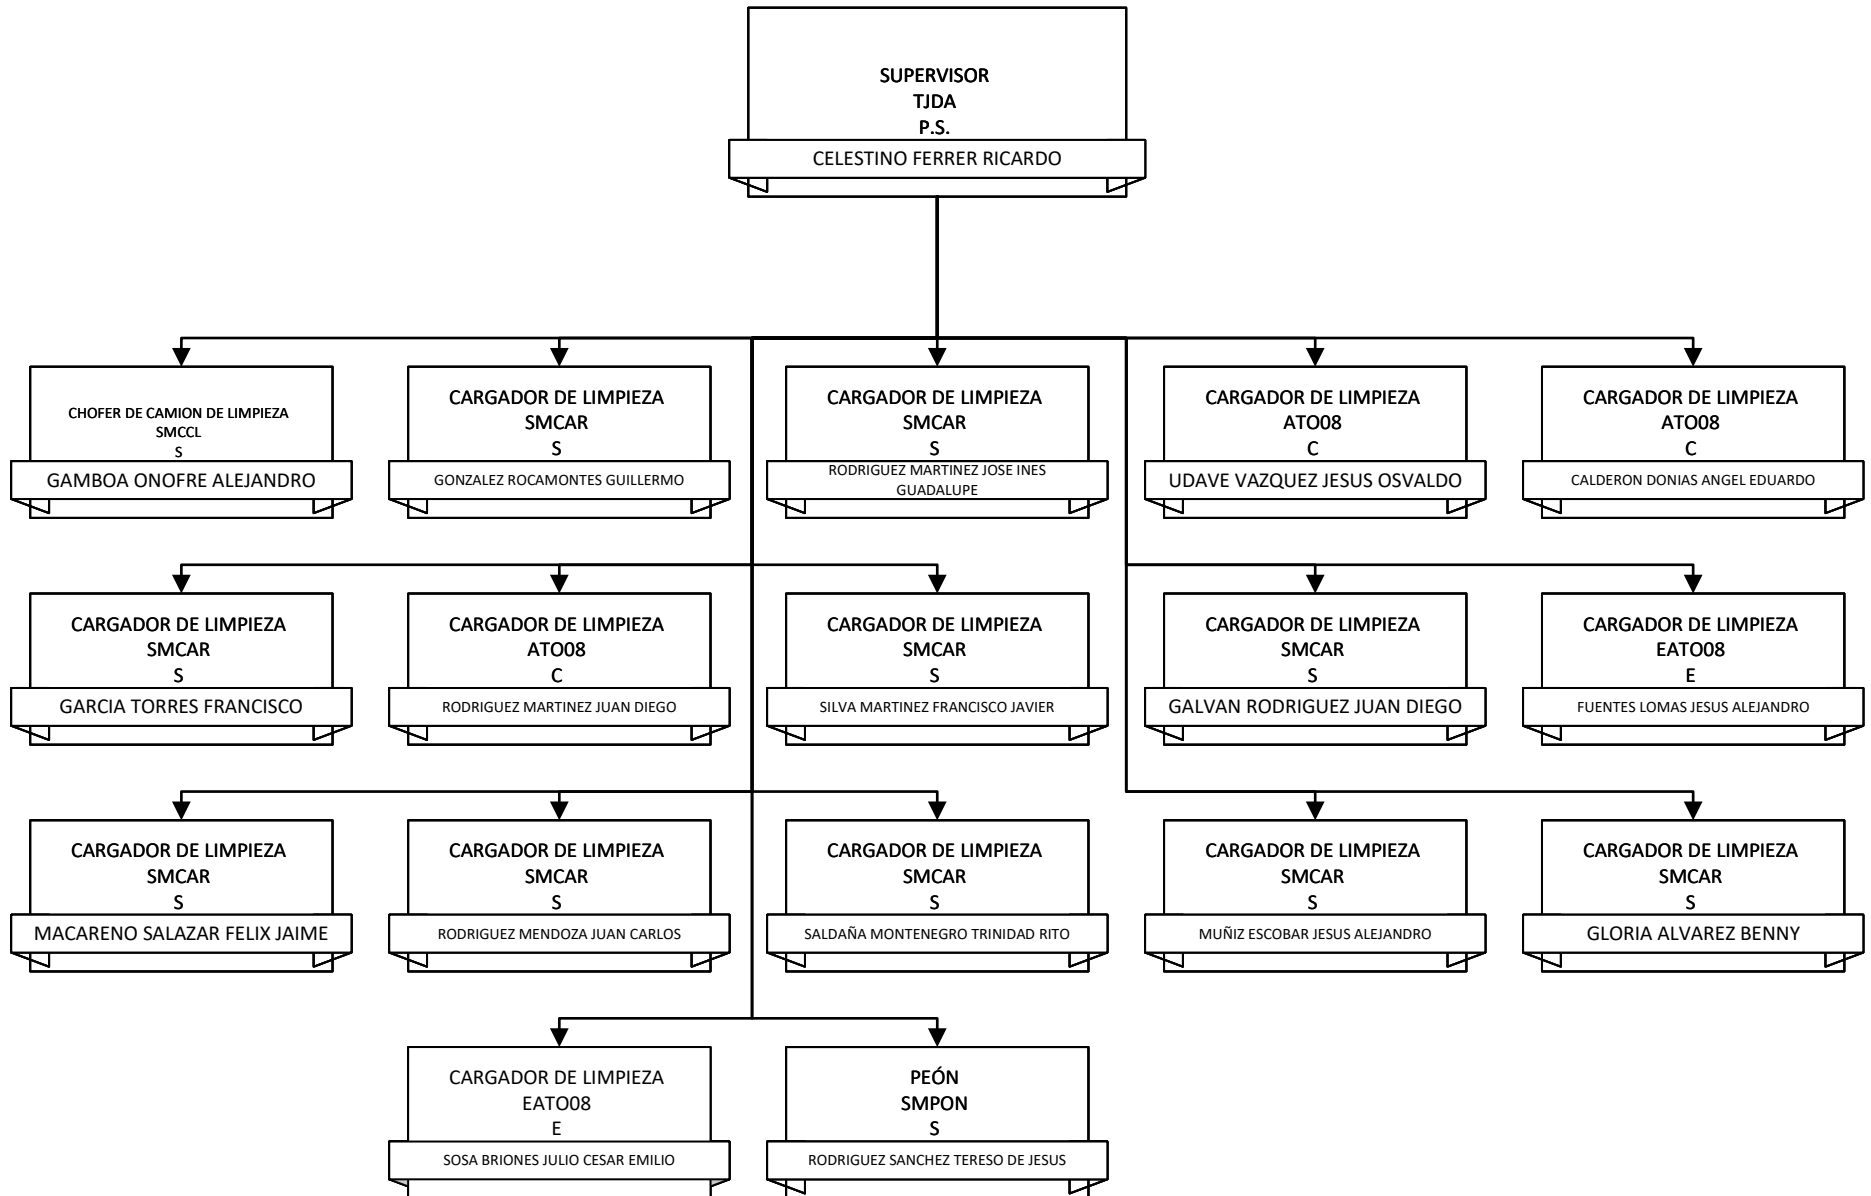 SUPERVISOR
TJDA
P.S.
CELESTINO FERRER RICARDO
CHOFER DE CAMION DE LIMPIEZA
SMCCL
S
GAMBOA ONOFRE ALEJANDRO
CARGADOR DE LIMPIEZA
SMCAR
S
GONZALEZ ROCAMONTES GUILLERMO
CARGADOR DE LIMPIEZA
SMCAR
S
RODRIGUEZ MARTINEZ JOSE INES
GUADALUPE
CARGADOR DE LIMPIEZA
ATO08
C
UDAVE VAZQUEZ JESUS OSVALDO
CARGADOR DE LIMPIEZA
ATO08
C
CALDERON DONIAS ANGEL EDUARDO
CARGADOR DE LIMPIEZA
SMCAR
S
GARCIA TORRES FRANCISCO
CARGADOR DE LIMPIEZA
ATO08
C
RODRIGUEZ MARTINEZ JUAN DIEGO
CARGADOR DE LIMPIEZA
SMCAR
S
SILVA MARTINEZ FRANCISCO JAVIER
CARGADOR DE LIMPIEZA
SMCAR
S
GALVAN RODRIGUEZ JUAN DIEGO
CARGADOR DE LIMPIEZA
EATO08
E
FUENTES LOMAS JESUS ALEJANDRO
CARGADOR DE LIMPIEZA
SMCAR
S
MACARENO SALAZAR FELIX JAIME
CARGADOR DE LIMPIEZA
SMCAR
S
RODRIGUEZ MENDOZA JUAN CARLOS
CARGADOR DE LIMPIEZA
SMCAR
S
SALDAÑA MONTENEGRO TRINIDAD RITO
CARGADOR DE LIMPIEZA
SMCAR
S
MUÑIZ ESCOBAR JESUS ALEJANDRO
CARGADOR DE LIMPIEZA
SMCAR
S
GLORIA ALVAREZ BENNY
CARGADOR DE LIMPIEZA
EATO08
E
SOSA BRIONES JULIO CESAR EMILIO
PEÓN
SMPON
S
RODRIGUEZ SANCHEZ TERESO DE JESUS